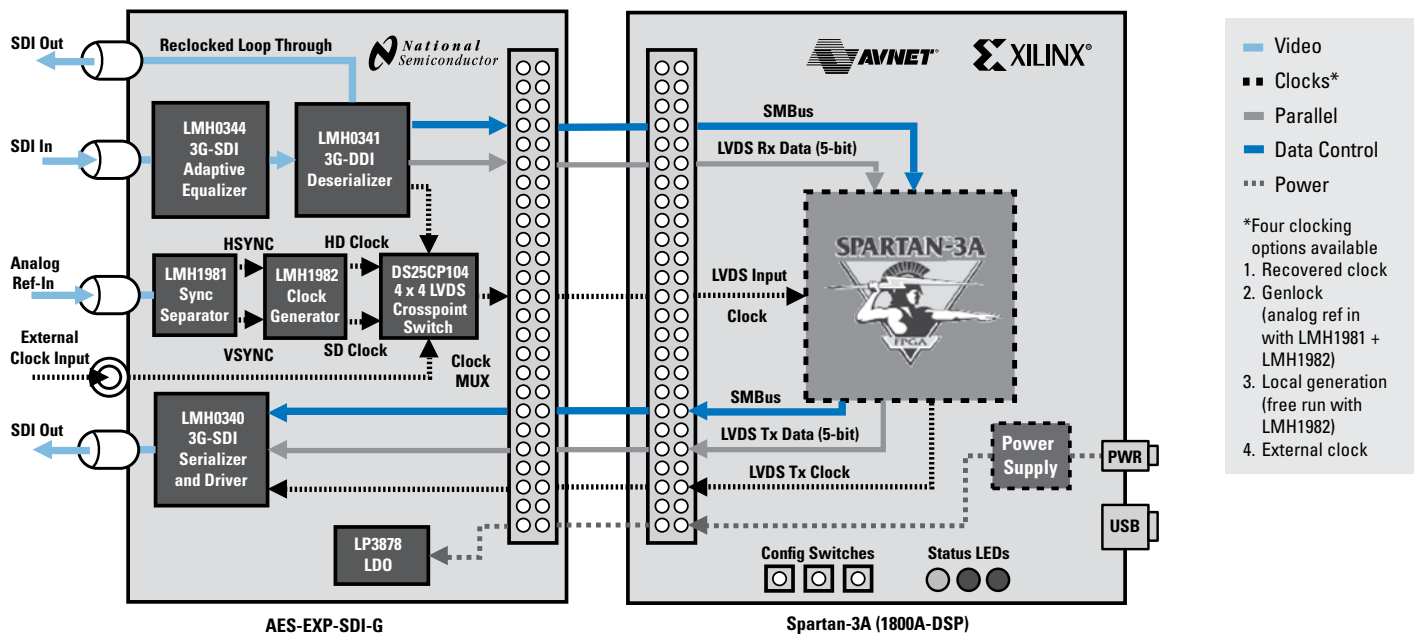 SDI Out
Reclocked Loop Through
National
Semiconductor
AVNET®
XILINX®
SDI In
LMH0344
3G-SDI
Adaptive
Equalizer
LMH0341
3G-DDI
Deserializer
SMBus
LVDS Rx Data (5-bit)
Analog
Ref-In
HSYNC
HD Clock
LMH1981
Sync
Separator
LMH1982
Clock
Generator
DS25CP104
4 x 4 LVDS
Crosspoint
Switch
VSYNC
SD Clock
Clock
MUX
LVDS Input
Clock
SPARTAN-3A
FPGA
External
Clock Input
SDI Out
LMH0340
3G-SDI
Serializer
and Driver
SMBus
LVDS Tx Data (5-bit)
LVDS Tx Clock
Power
Supply
PWR
USB
LP3878
LDO
Config Switches
Status LEDs
AES-EXP-SDI-G
Spartan-3A (1800A-DSP)
Video
Clocks*
Parallel
Data Control
Power
*Four clocking
options available
1. Recovered clock
2. Genlock
(analog ref in
with LMH1981 +
LMH1982)
3. Local generation
(free run with
LMH1982)
4. External clock